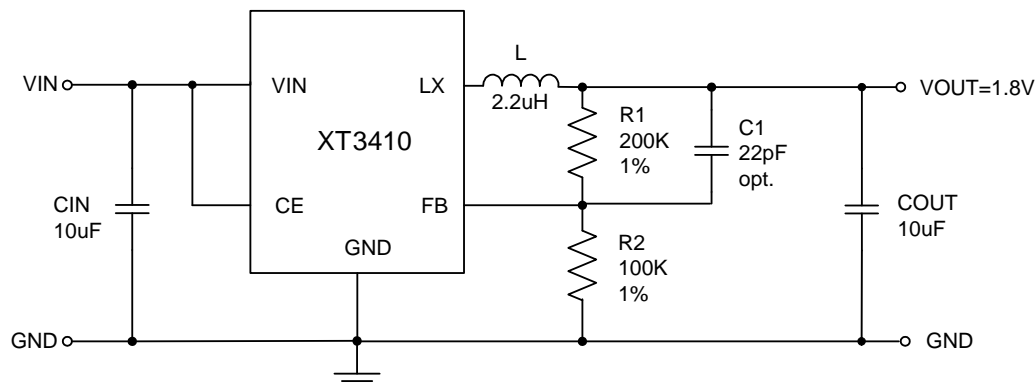 L
VIN
VIN
LX
2.2uH
VOUT=1.8V
R1
200K
1%
C1
22pF
opt.
XT3410
CIN
10uF
CE
FB
COUT
10uF
GND
R2
100K
1%
GND
GND